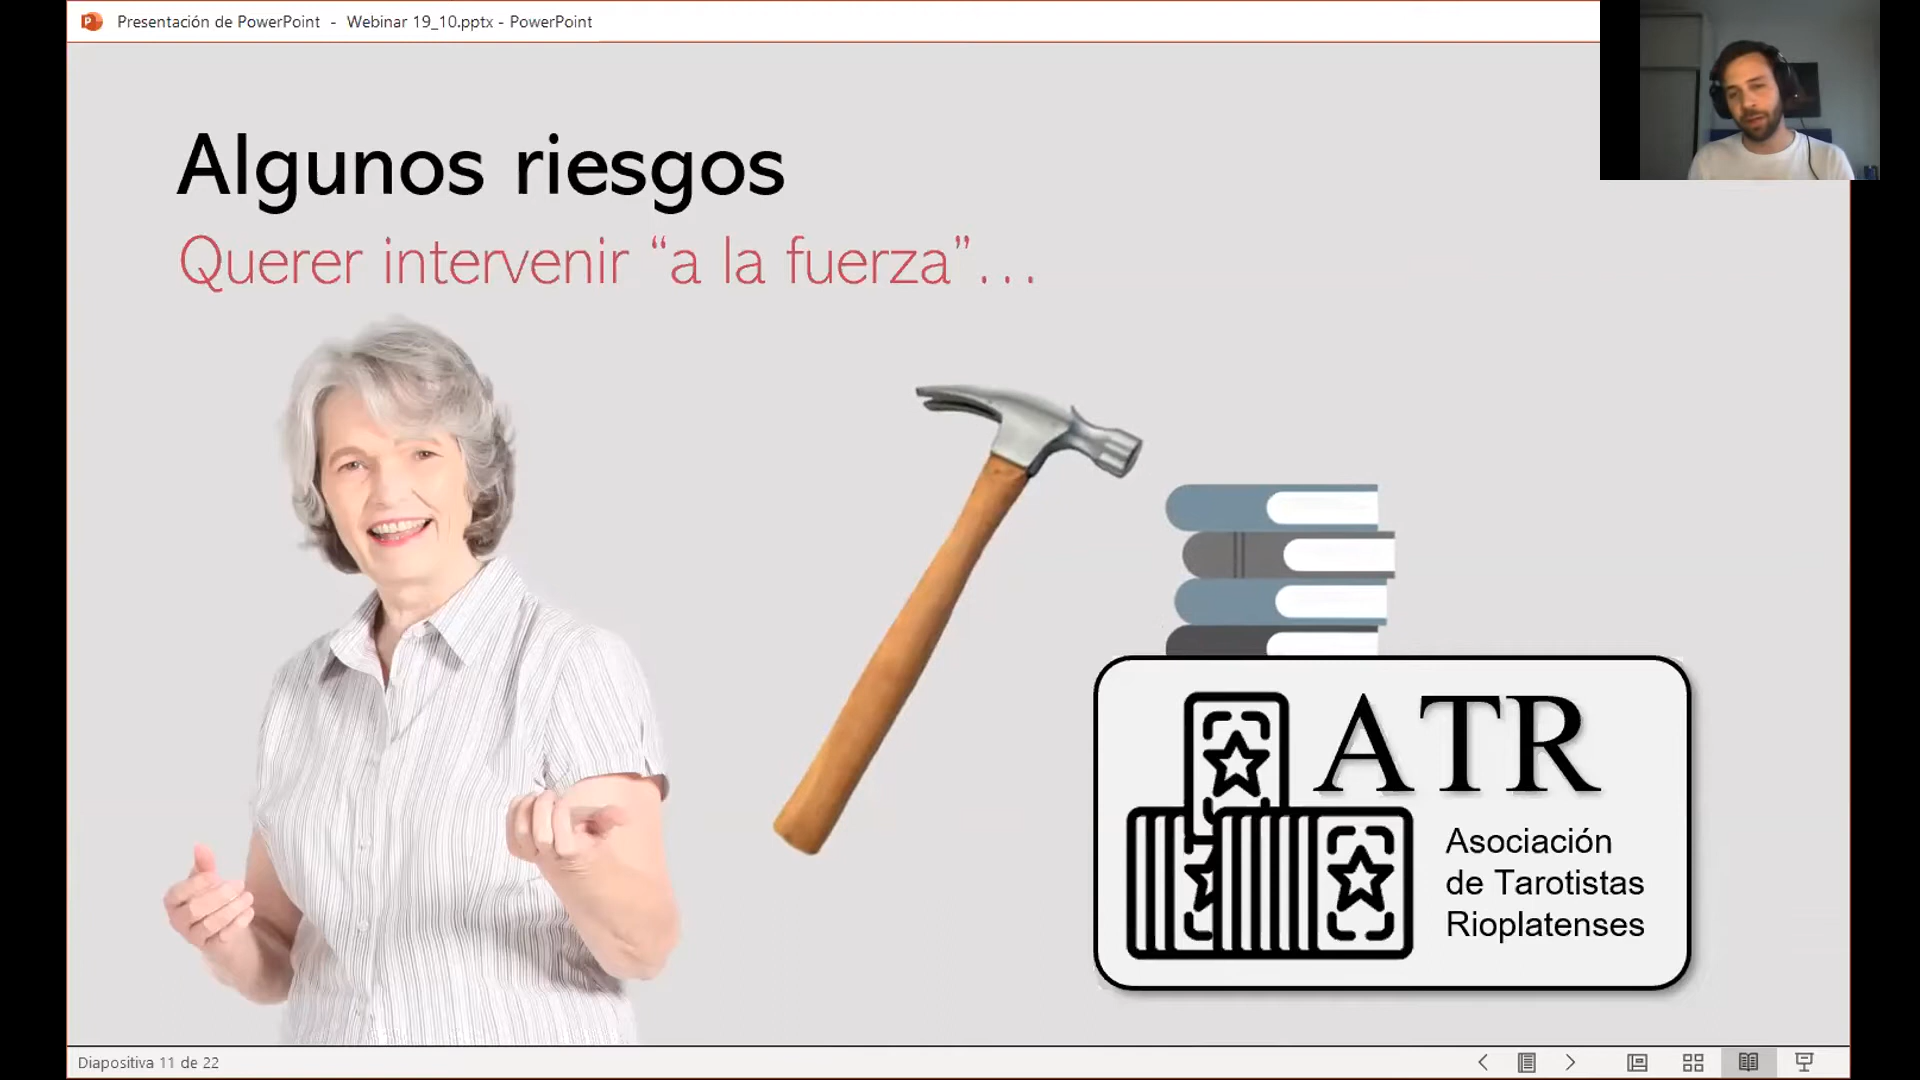 Presentación de PowerPoint - Webinar 19_10.pptx - PowerPoint
Algunos riesgos
Querer intervenir “a la fuerza”...
ATR
Asociación
de Tarotistas
Rioplatenses
Diapositiva 11 de 22